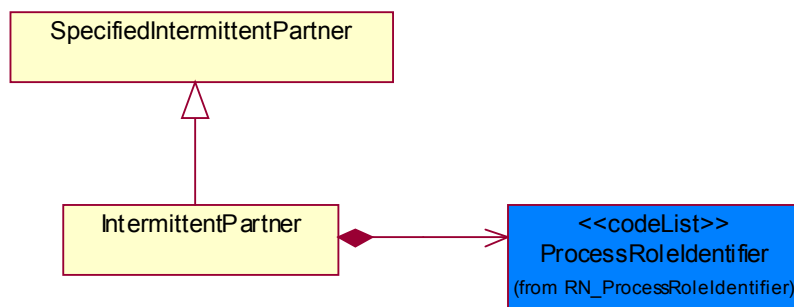 SpecifiedIntermittentPartner
IntermittentPartner
<<codeList>>
ProcessRoleIdentifier
(from RN_ProcessRoleIdentifier)